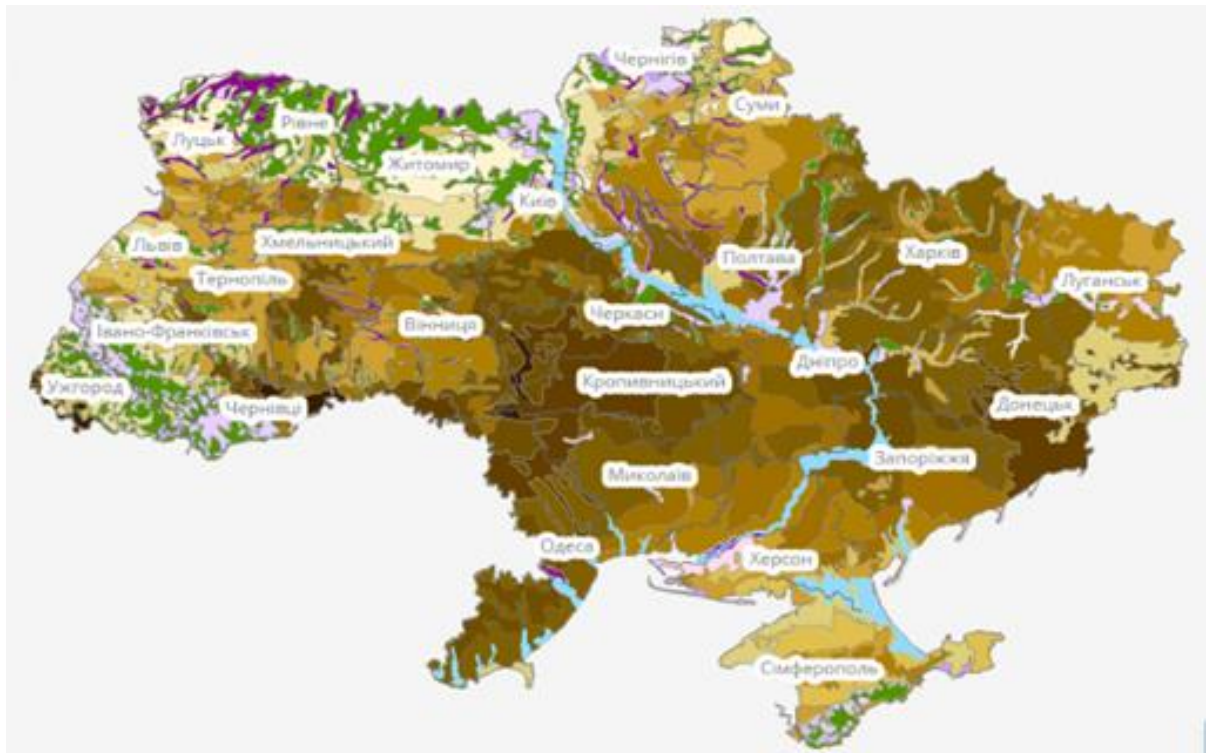 Чернігів
Суми
Рівне
Луцьк
Житомир
Київ
Львів
Хмельницький
Полтава
Харків
Тернопіль
Луганськ
Черкаси
Вінниця
Івано-Франківськ
Дніпро
Кропивницький
Ужгород
Чернівці
Донецьк
Запоріжжя
Миколаїв
Одеса
Херсон
Сімферополь